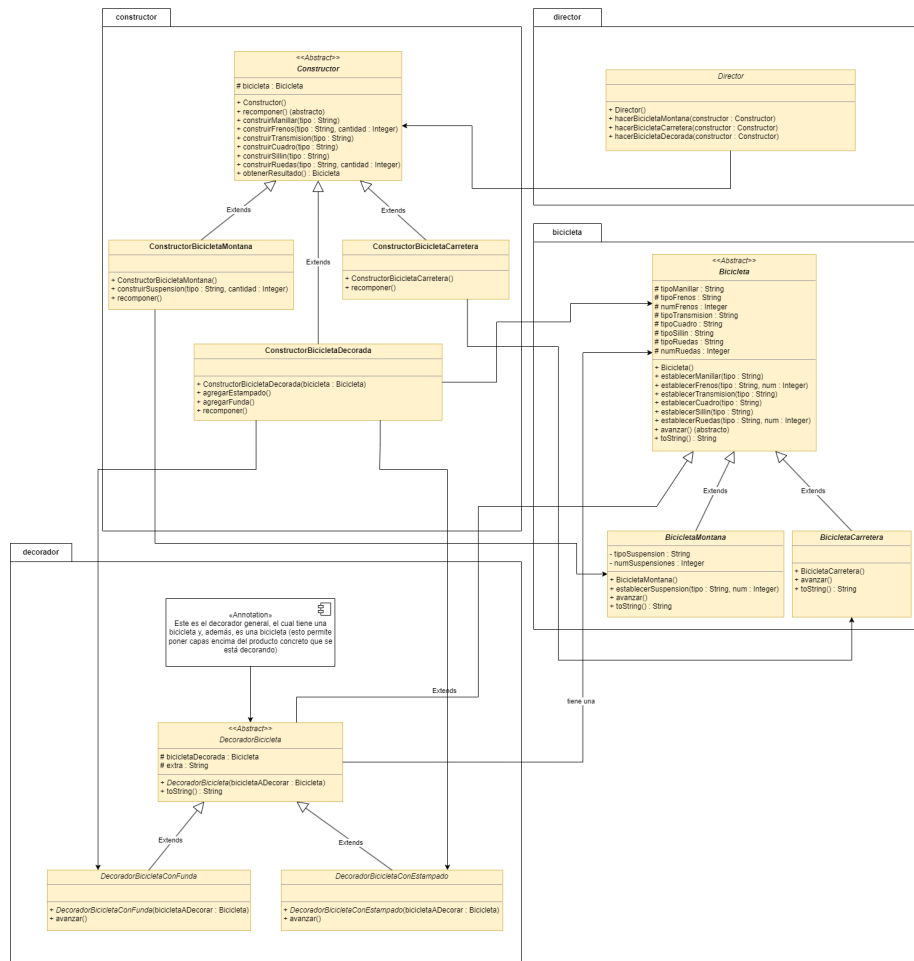 constructor
<<Abstract>>
Constructor
# bicicleta : Bicicleta
+ Constructor()
+ recomponer() (abstracto)
+ construirManillar(tipo : String)
+ construirFrenos(tipo : String, cantidad : Integer)
+ construirTransmision(tipo : String)
+ construirCuadro(tipo : String)
+ construirSillin(tipo : String)
+ construirRuedas(tipo : String, cantidad : Integer)
+ obtenerResultado() : Bicicleta
Extends
Extends
Extends
ConstructorBicicletaMontana
+ ConstructorBicicletaMontana()
+ construirSuspension(tipo : String, cantidad : Integer)
+ recomponer()
ConstructorBicicletaCarretera
+ ConstructorBicicletaCarretera()
+ recomponer()
ConstructorBicicletaDecorada
+ ConstructorBicicletaDecorada(bicicleta : Bicicleta)
+ agregarEstampado()
+ agregarFunda()
+ recomponer()
director
Director
+ Director()
+ hacerBicicletaMontana(constructor : Constructor)
+ hacerBicicletaCarretera(constructor : Constructor)
+ hacerBicicletaDecorada(constructor : Constructor)
bicicleta
<<Abstract>>
Bicicleta
# tipoManillar : String
# tipoFrenos : String
# numFrenos : Integer
# tipoTransmision : String
# tipoCuadro : String
# tipoSillin : String
# tipoRuedas : String
# numRuedas : Integer
+ Bicicleta()
+ establecerManillar(tipo : String)
+ establecerFrenos(tipo : String, num : Integer)
+ establecerTransmision(tipo : String)
+ establecerCuadro(tipo : String)
+ establecerSillin(tipo : String)
+ establecerRuedas(tipo : String, num : Integer)
+ avanzar() (abstracto)
+ toString() : String
Extends
Extends
BicicletaMontana
- tipoSuspension : String
- numSuspensiones : Integer
+ BicicletaMontana()
+ establecerSuspension(tipo : String, num : Integer)
+ avanzar()
+ toString() : String
BicicletaCarretera
+ BicicletaCarretera()
+ avanzar()
+ toString() : String
decorador
«Annotation»
Este es el decorador general, el cual tiene una
bicicleta y, además, es una bicicleta (esto permite
poner capas encima del producto concreto que se
está decorando)
Extends
tiene una
<<Abstract>>
DecoradorBicicleta
# bicicletaDecorada : Bicicleta
# extra : String
+ DecoradorBicicleta(bicicletaADecorar : Bicicleta)
+ toString() : String
Extends
Extends
DecoradorBicicletaConFunda
+ DecoradorBicicletaConFunda(bicicletaADecorar : Bicicleta)
+ avanzar()
DecoradorBicicletaConEstampado
+ DecoradorBicicletaConEstampado(bicicletaADecorar : Bicicleta)
+ avanzar()